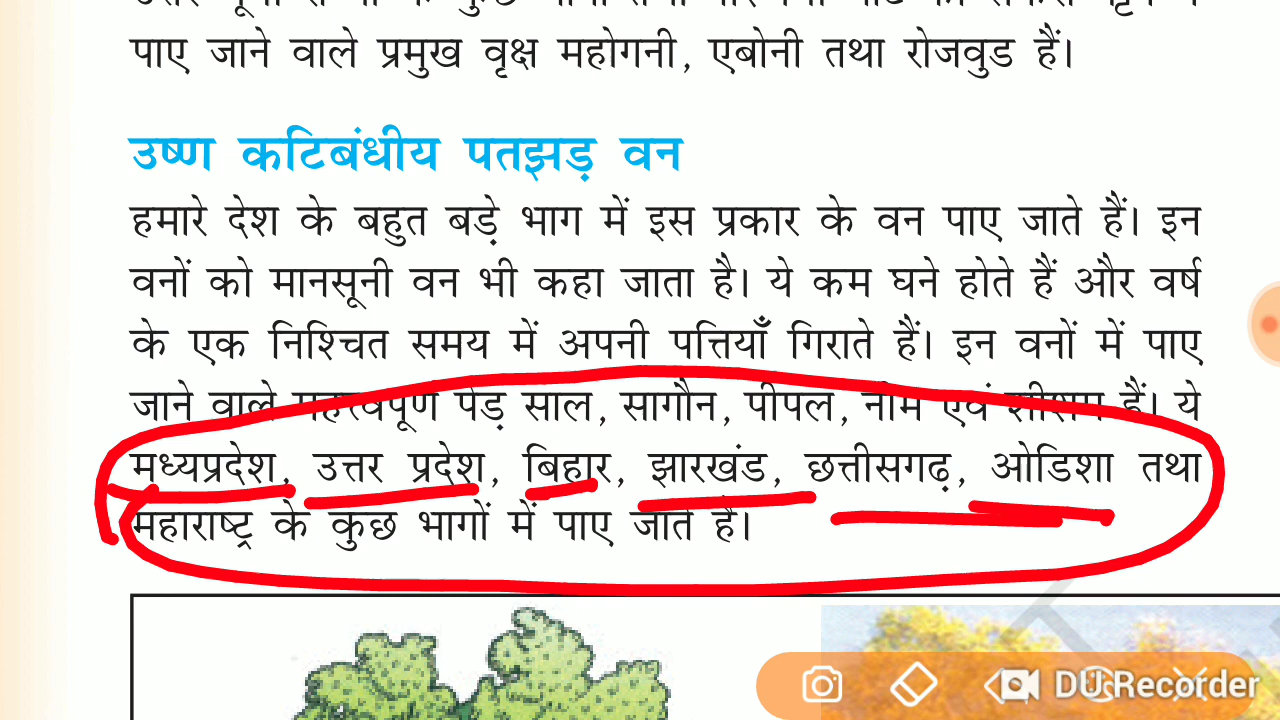 पाए जाने वाले प्रमुख वृक्ष महोगनी, एबोनी तथा रोजवुड हैं।
उष्ण कटिबंधीय पतझड़ वन
हमारे देश के बहुत बड़े भाग में इस प्रकार के वन पाए जाते हैं। इन
वनों को मानसूनी वन भी कहा जाता है। ये कम घने होते हैं और वर्ष
के एक निश्चित समय में अपनी पत्तियाँ गिराते हैं। इन वनों में पाए
जाने वाले महत्त्वपूर्ण पेड़ साल, सागौन, पीपल, नीम एवं शीशम हैं। ये
मध्यप्रदेश, उत्तर प्रदेश, बिहार, झारखंड, छत्तीसगढ़, ओडिशा तथा
महाराष्ट्र के कुछ भागों में पाए जाते हैं।
DU Recorder